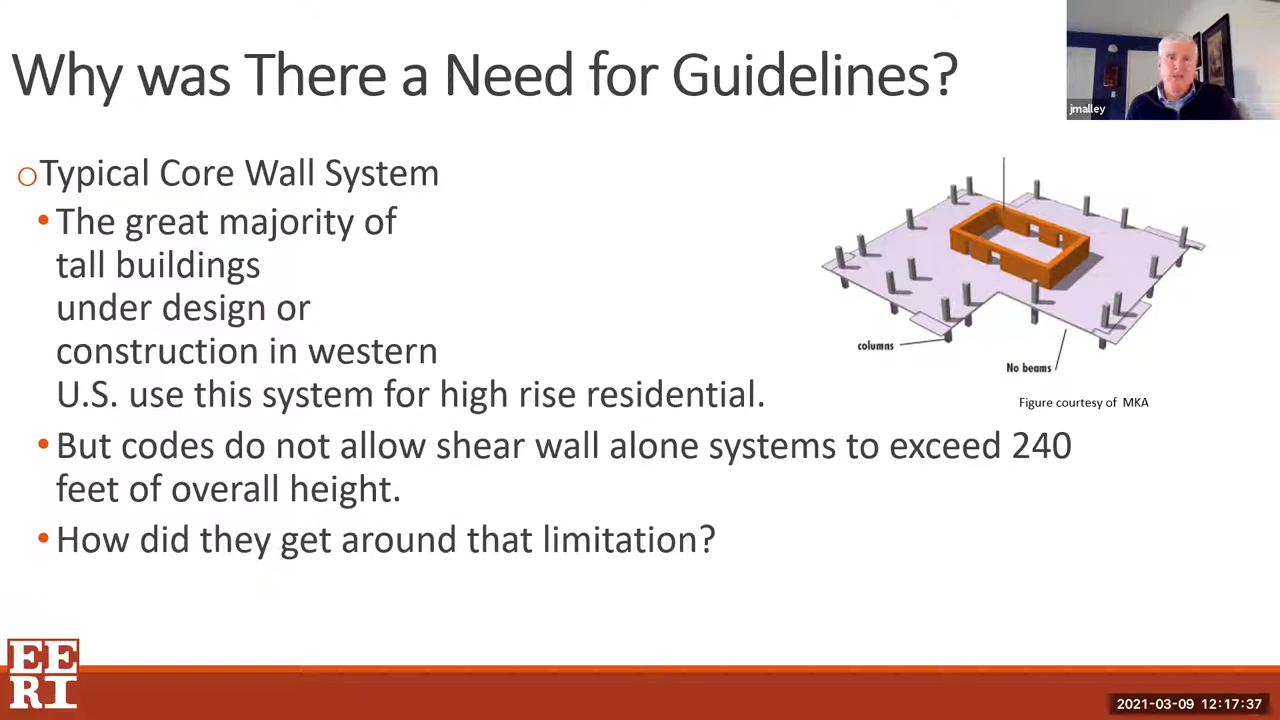 Why was There a Need for Guidelines?
jmalley
oTypical Core Wall System
•The great majority of
tall buildings
under design or
construction in western
U.S. use this system for high rise residential.
•But codes do not allow shear wall alone systems to exceed 240
feet of overall height.
•How did they get around that limitation?
columns
No beams
Figure courtesy of MKA
EE
RI
2021-03-09 12:17:37